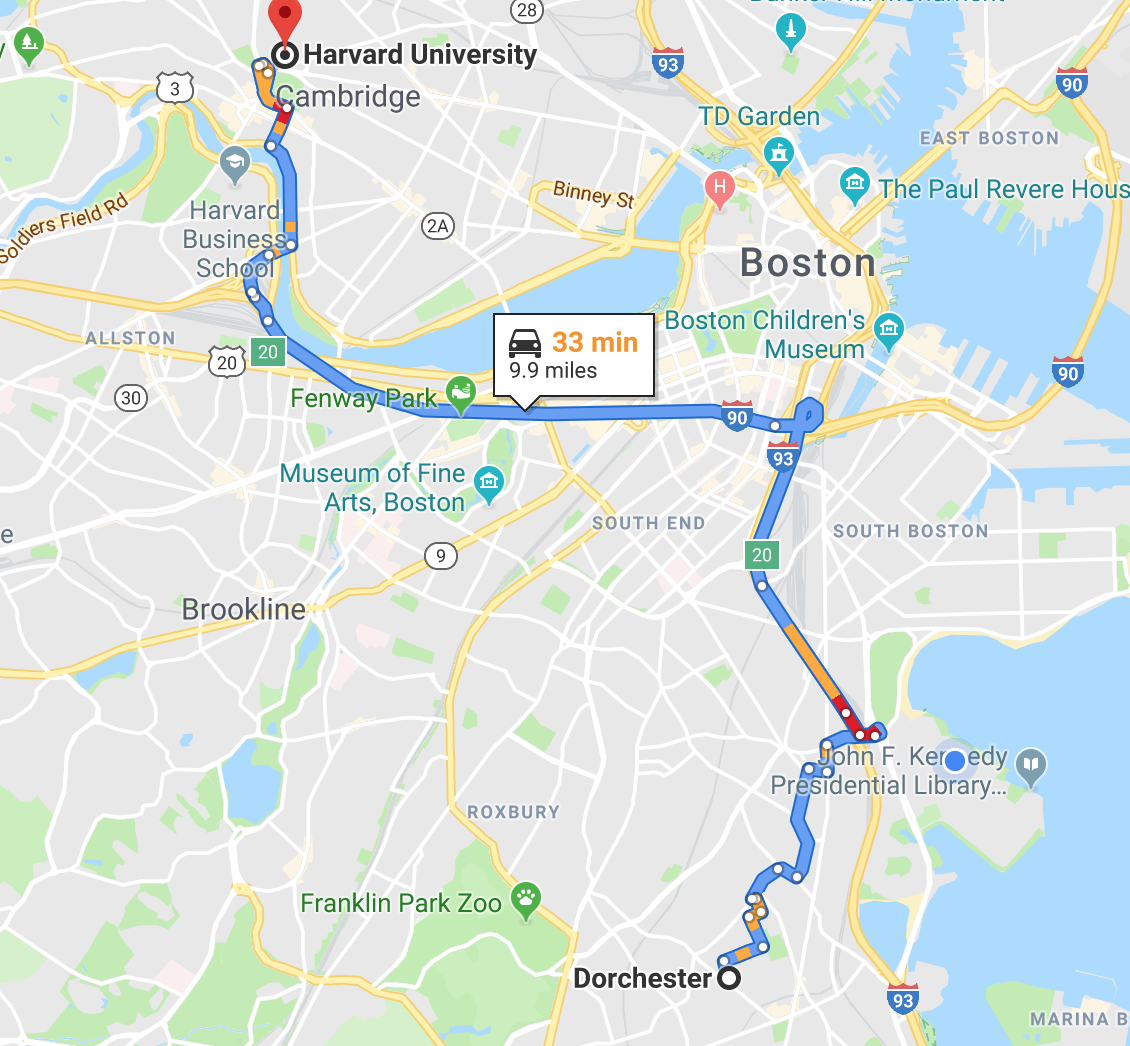 Bunker Hill Monument
28
93
Harvard University
3
90
Cambridge
TD Garden
EAST BOSTON
Binney St
The Paul Revere Hous
Soldiers Field Rd
Harvard
Business
School
2A
Boston
Boston Children's
Museum
ALLSTON
33 min
9.9 miles
20
20
90
30
Fenway Park
90
93
Museum of Fine
Arts, Boston
SOUTH END
SOUTH BOSTON
e
9
20
Brookline
John F. Kennedy
Presidential Library...
ROXBURY
Franklin Park Zoo
Dorchester
93
MARINA B
H